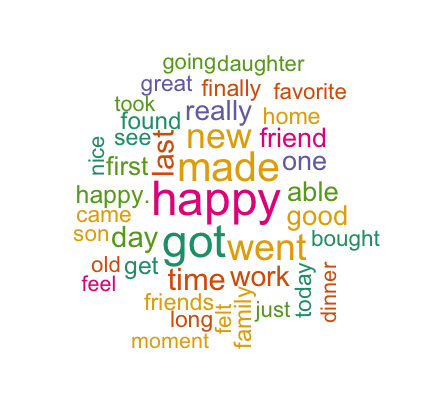 going daughter
great finally favorite
took really
found home
see new friend
nice first last made one
happy. happy able
came good
son day got went bought
old get time work
feel today dinner
friends felt family just
long
moment